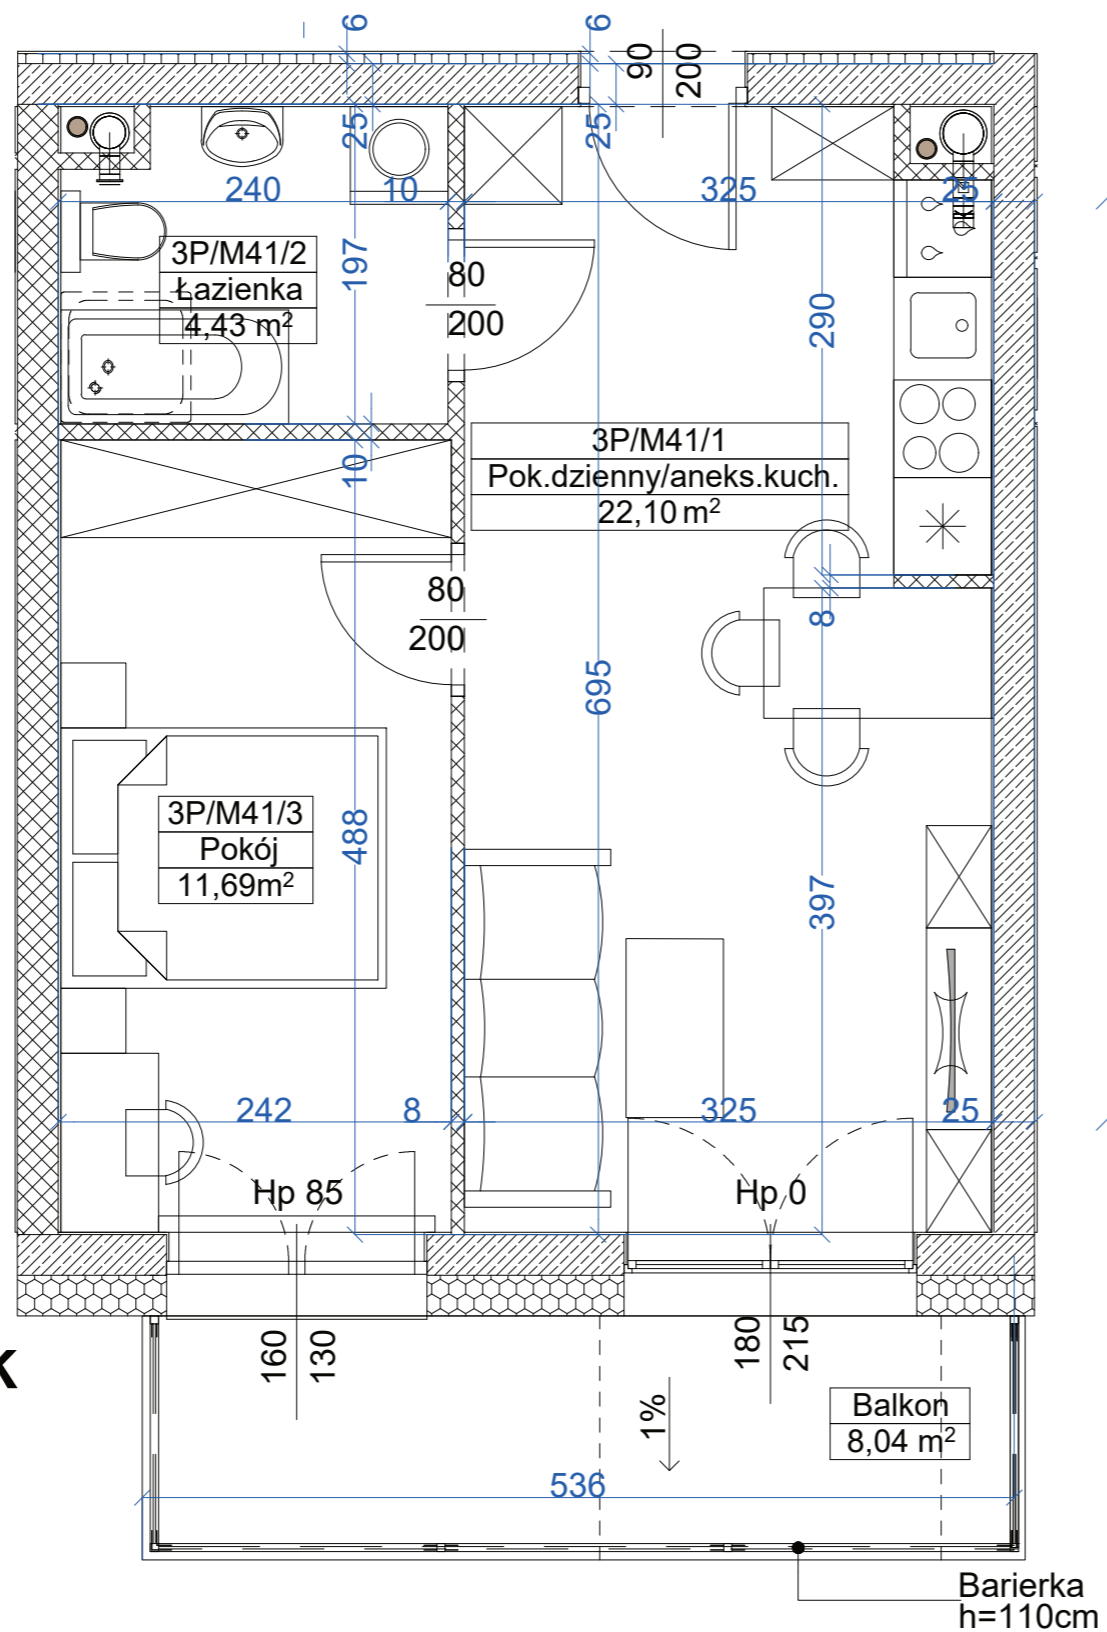 6
6
90
200
25
25
240
10
325
25
3P/M41/2
Łazienka
4,43 m²
197
80
200
290
3P/M41/1
Pok.dzienny/aneks.kuch.
22,10 m²
10
80
200
8
695
3P/M41/3
Pokój
11,69m²
488
397
242
8
325
25
Hp 85
Hp 0
160
130
180
215
K
1%
Balkon
8,04 m²
536
Barierka
h=110cm